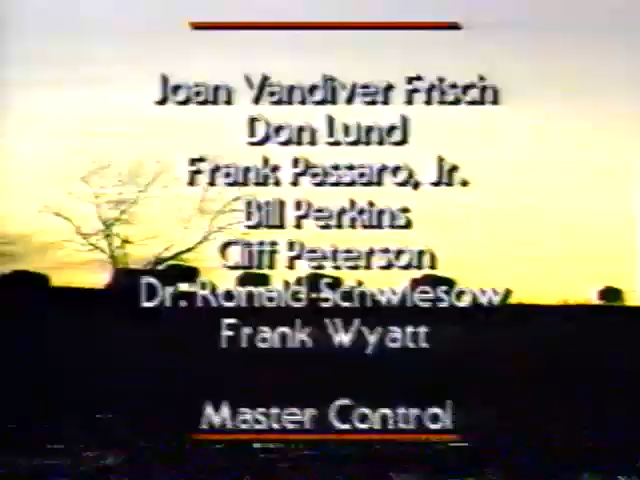 Joan Vandiver Frisch
Don Lund
Frank Passaro, Jr.
Bill Perkins
Cliff Peterson
Dr. Ronald Schwiesow
Frank Wyatt
Master Control